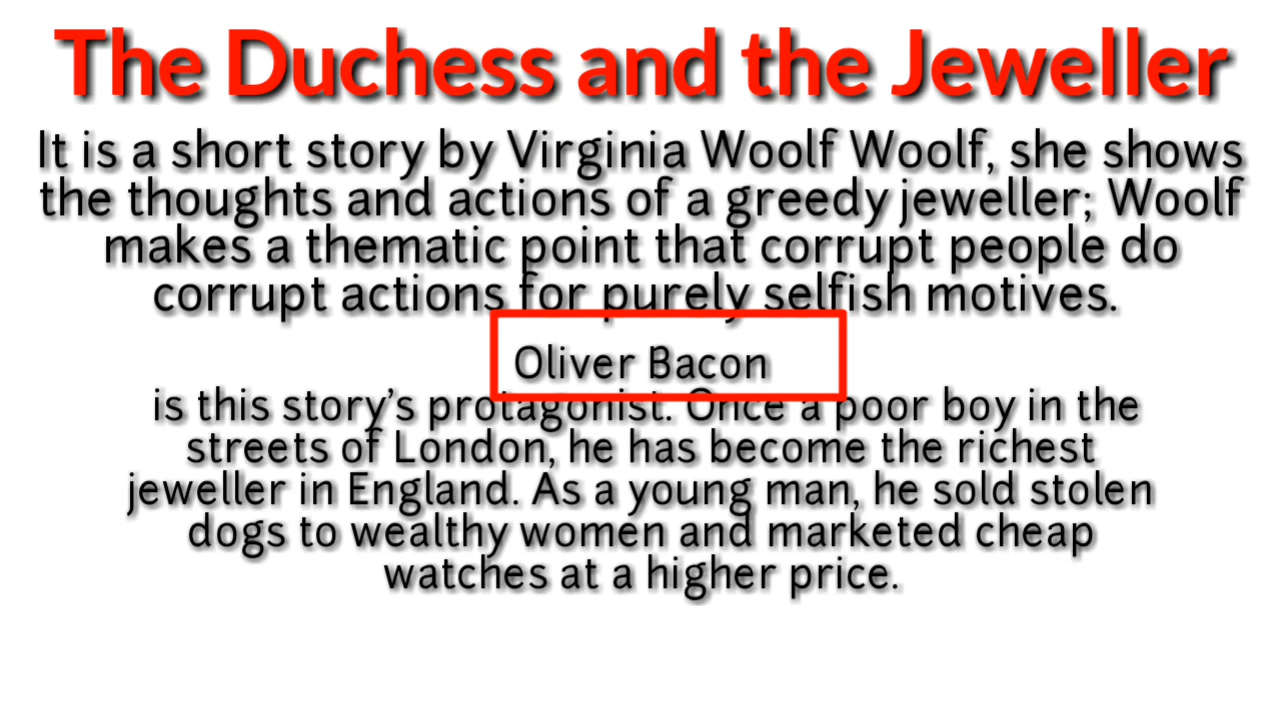 The Duchess and the Jeweller
It is a short story by Virginia Woolf Woolf, she shows
the thoughts and actions of a greedy jeweller; Woolf
makes a thematic point that corrupt people do
corrupt actions for purely selfish motives.
Oliver Bacon
is this story’s protagonist. Once a poor boy in the
streets of London, he has become the richest
jeweller in England. As a young man, he sold stolen
dogs to wealthy women and marketed cheap
watches at a higher price.